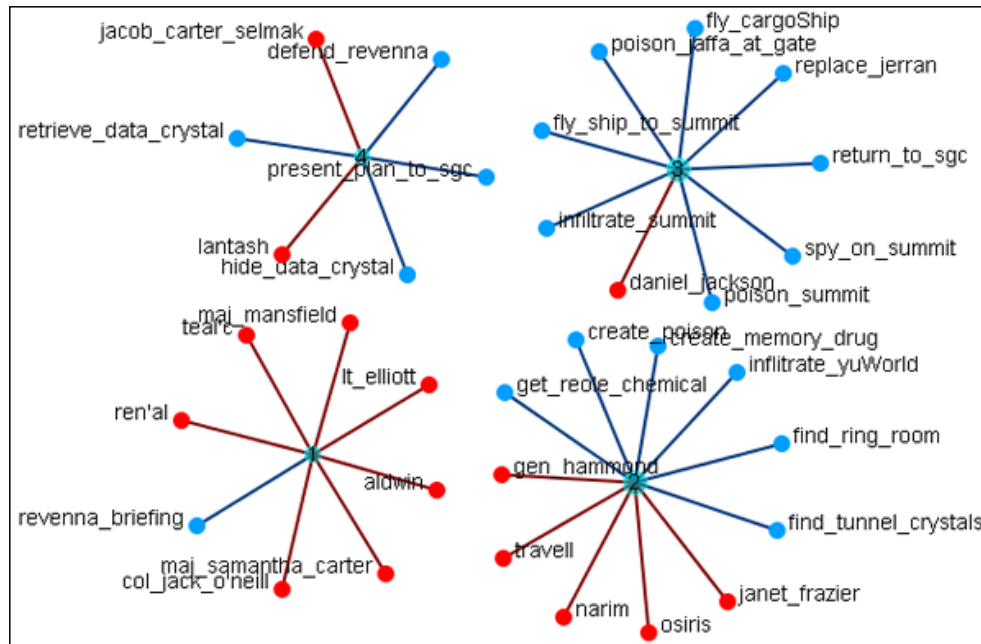 jacob_carter_selmak
defend_revenna
retrieve_data_crystal
4
present_plan_to_sgc
lantash
hide_data_crystal
fly_cargoShip
poison_jaffa_at_gate
replace_jerran
fly_ship_to_summit
3
return_to_sgc
infiltrate_summit
spy_on_summit
daniel_jackson
poison_summit
maj_mansfield
tearc
lt_elliott
ren'al
1
aldwin
revenna_briefing
maj_samantha_carter
col_jack_o'neill
create_poison
create_memory_drug
inflitrate_yuWorld
get_reole_chemical
find_ring_room
gen_hammond
2
find_tunnel_crystals
travell
janet_frazier
narim
osiris